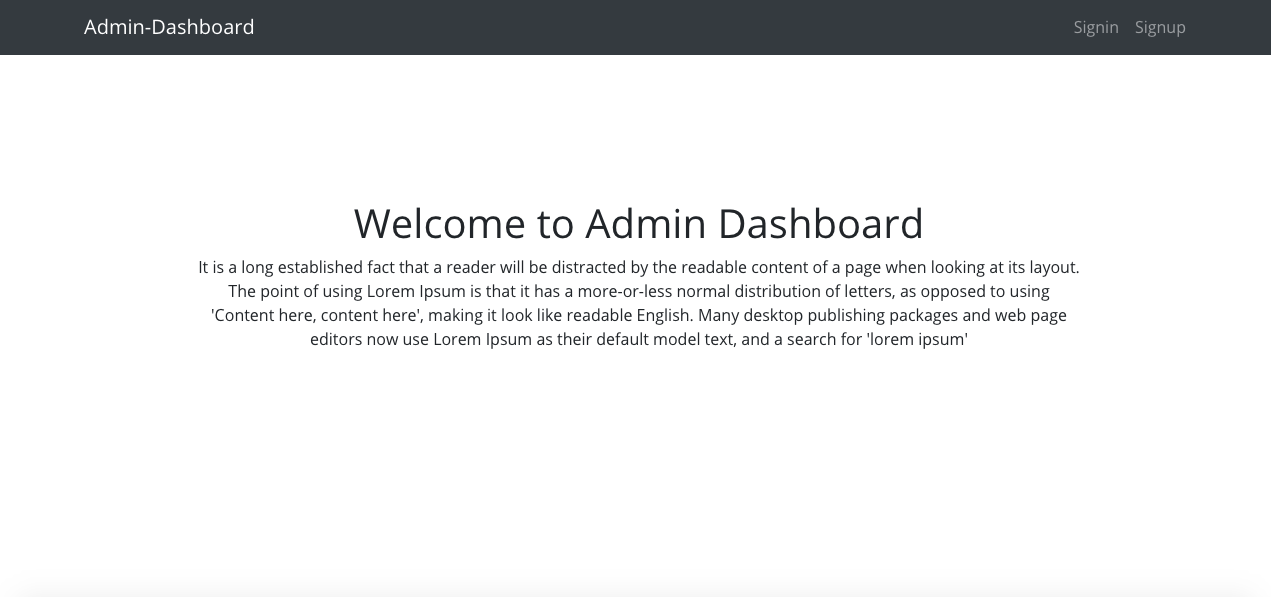 Admin-Dashboard
Signin Signup
Welcome to Admin Dashboard
It is a long established fact that a reader will be distracted by the readable content of a page when looking at its layout.
The point of using Lorem Ipsum is that it has a more-or-less normal distribution of letters, as opposed to using
'Content here, content here', making it look like readable English. Many desktop publishing packages and web page
editors now use Lorem Ipsum as their default model text, and a search for 'lorem ipsum'